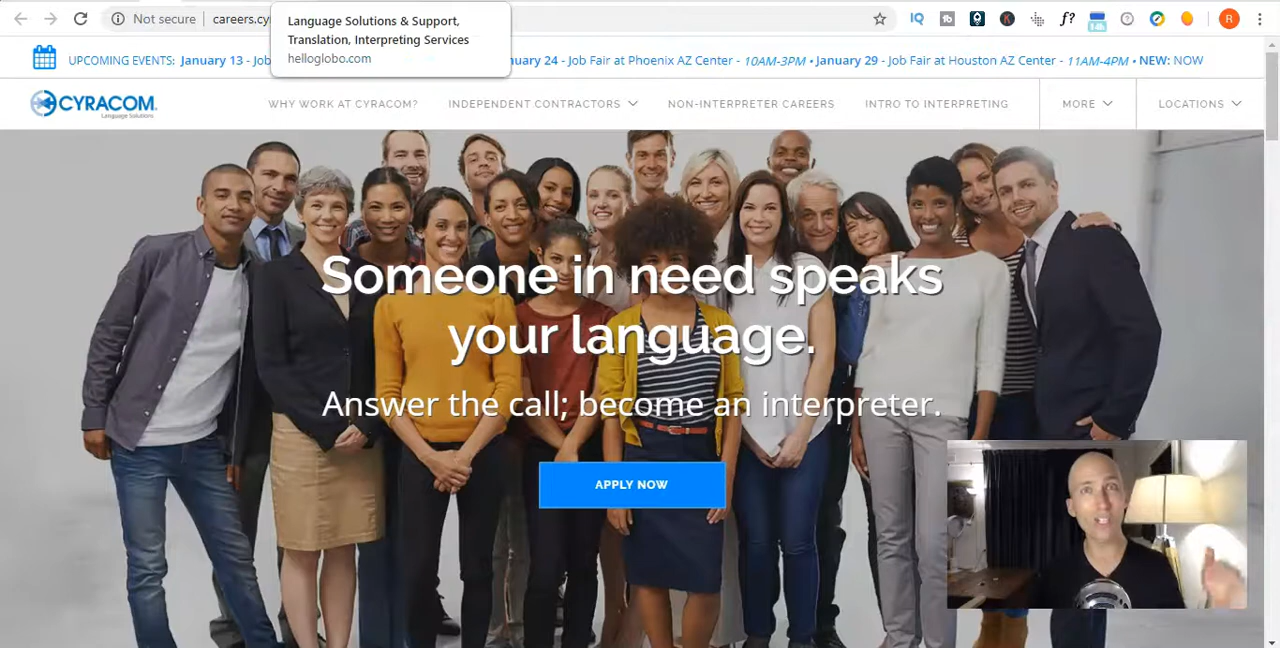 Language Solutions & Support,
Translation, Interpreting Services
helloglobo.com
Not secure
careers.cy
UPCOMING EVENTS: January 13 - Job
uary 24 - Job Fair at Phoenix AZ Center - 10AM-3PM • January 29 - Job Fair at Houston AZ Center - 11AM-4PM • NEW: NOW
CYRACOM
Language Solutions
WHY WORK AT CYRACOM?
INDEPENDENT CONTRACTORS
NON-INTERPRETER CAREERS
INTRO TO INTERPRETING
MORE
LOCATIONS
Someone in need speaks
your language.
Answer the call; become an interpreter.
APPLY NOW
IQ
tb
K
f?
R